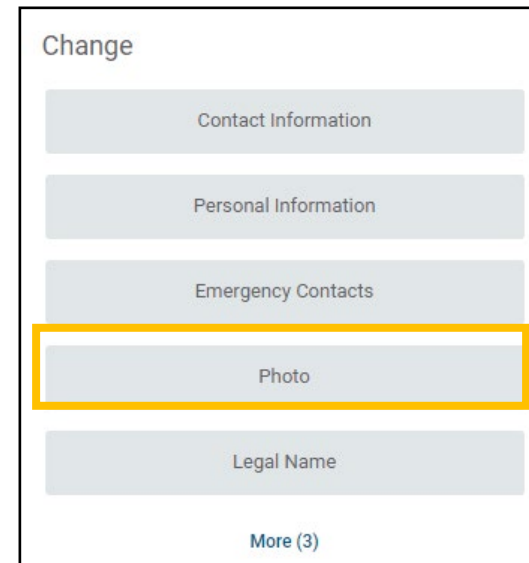 Change
Contact Information
Personal Information
Emergency Contacts
Photo
Legal Name
More (3)